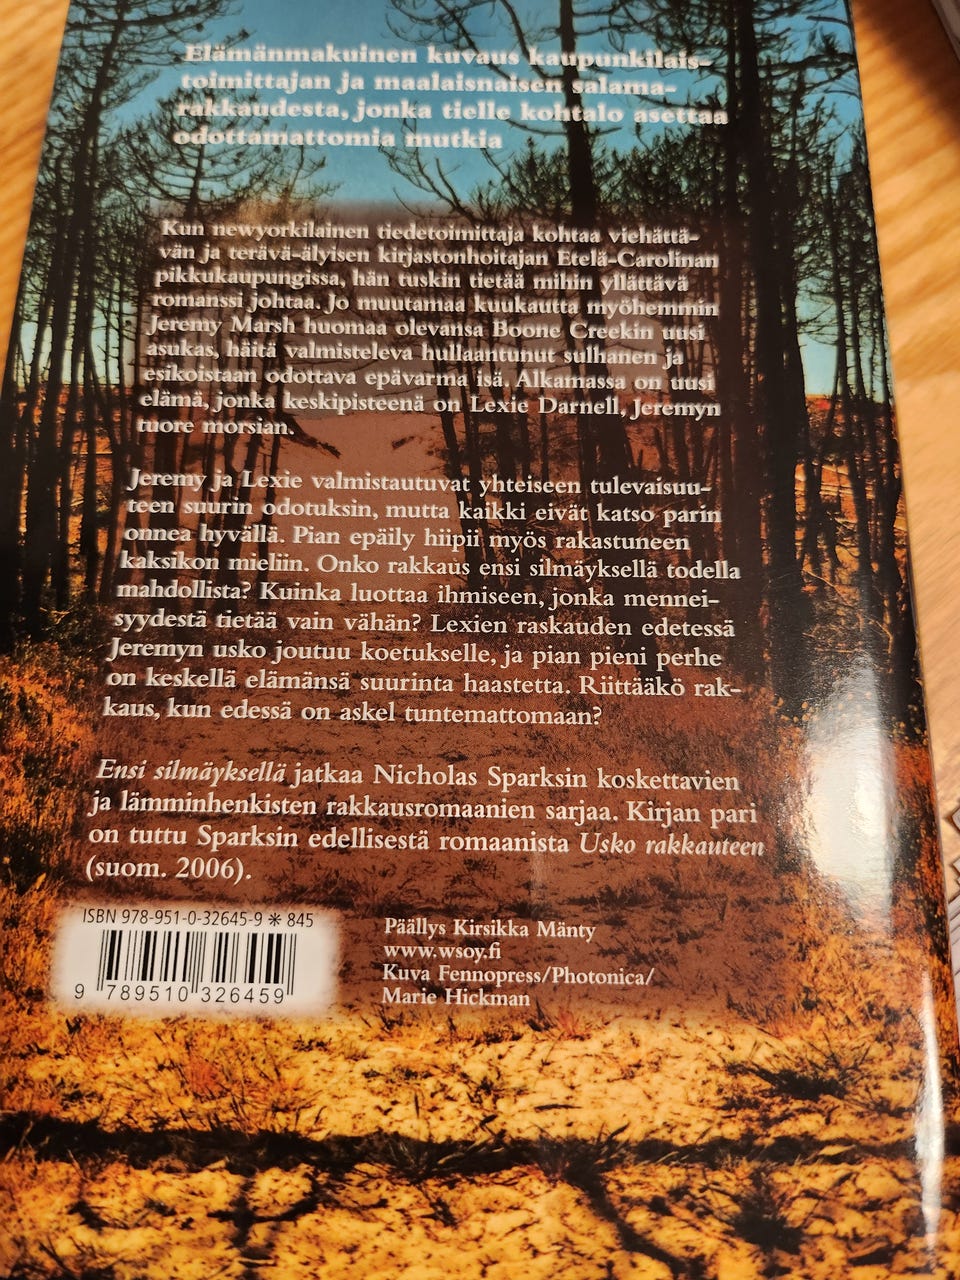 Elämänmakuinen kuvaus kaupunkilais-
toimittajan ja maalaisnaisen salama-
rakkaudesta, jonka tielle kohtalo asettaa
odottamattomia mutkia
Kun newyorkilainen tiedetoimittaja kohtaa viehättä-
vän ja terävä-älyisen kirjastonhoitajan Etelä-Carolinan
pikkukaupungissa, hän tuskin tietää mihin yllättävä
romanssi johtaa. Jo muutamaa kuukautta myöhemmin
Jeremy Marsh huomaa olevansa Boone Creekin uusi
asukas, häitä valmisteleva hullaantunut sulhanen ja
esikoistaan odottava epävarma isä. Alkamassa on uusi
elämä, jonka keskipisteenä on Lexie Darnell, Jeremyn
tuore morsian.
Jeremy ja Lexie valmistautuvat yhteiseen tulevaisuu-
teen suurin odotuksin, mutta kaikki eivät katso parin
onnea hyvällä. Pian epäily hiipii myös rakastuneen
kaksikon mieliin. Onko rakkaus ensi silmäyksellä todella
mahdollista? Kuinka luottaa ihmiseen, jonka mennei-
syydestä tietää vain vähän? Lexien raskauden edetessä
Jeremyn usko joutuu koetukselle, ja pian pieni perhe
on keskellä elämänsä suurinta haastetta. Riittääkö rak-
kaus, kun edessä on askel tuntemattomaan?
Ensi silmäyksellä jatkaa Nicholas Sparksin koskettavien
ja lämminhenkisten rakkausromaanien sarjaa. Kirjan pari
on tuttu Sparksin edellisestä romaanista Usko rakkauteen
(suom. 2006).
ISBN 978-951-0-32645-9 ✳ 845
9 789510 326459
Päällys Kirsikka Mänty
www.wsoy.fi
Kuva Fennopress/Photonica/
Marie Hickman